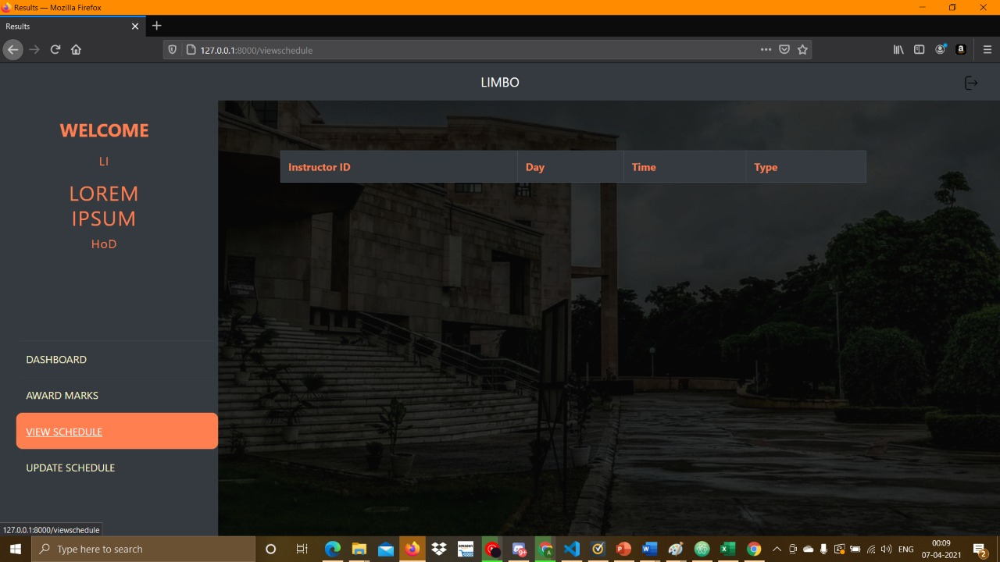 Results — Mozilla Firefox
Results
127.0.0.1:8000/viewschedule
LIMBO
WELCOME
LI
LOREM
IPSUM
HoD
Instructor ID Day Time Type
DASHBOARD
AWARD MARKS
VIEW SCHEDULE
UPDATE SCHEDULE
127.0.0.1:8000/viewschedule
Type here to search
ENG
00:09
07-04-2021
2